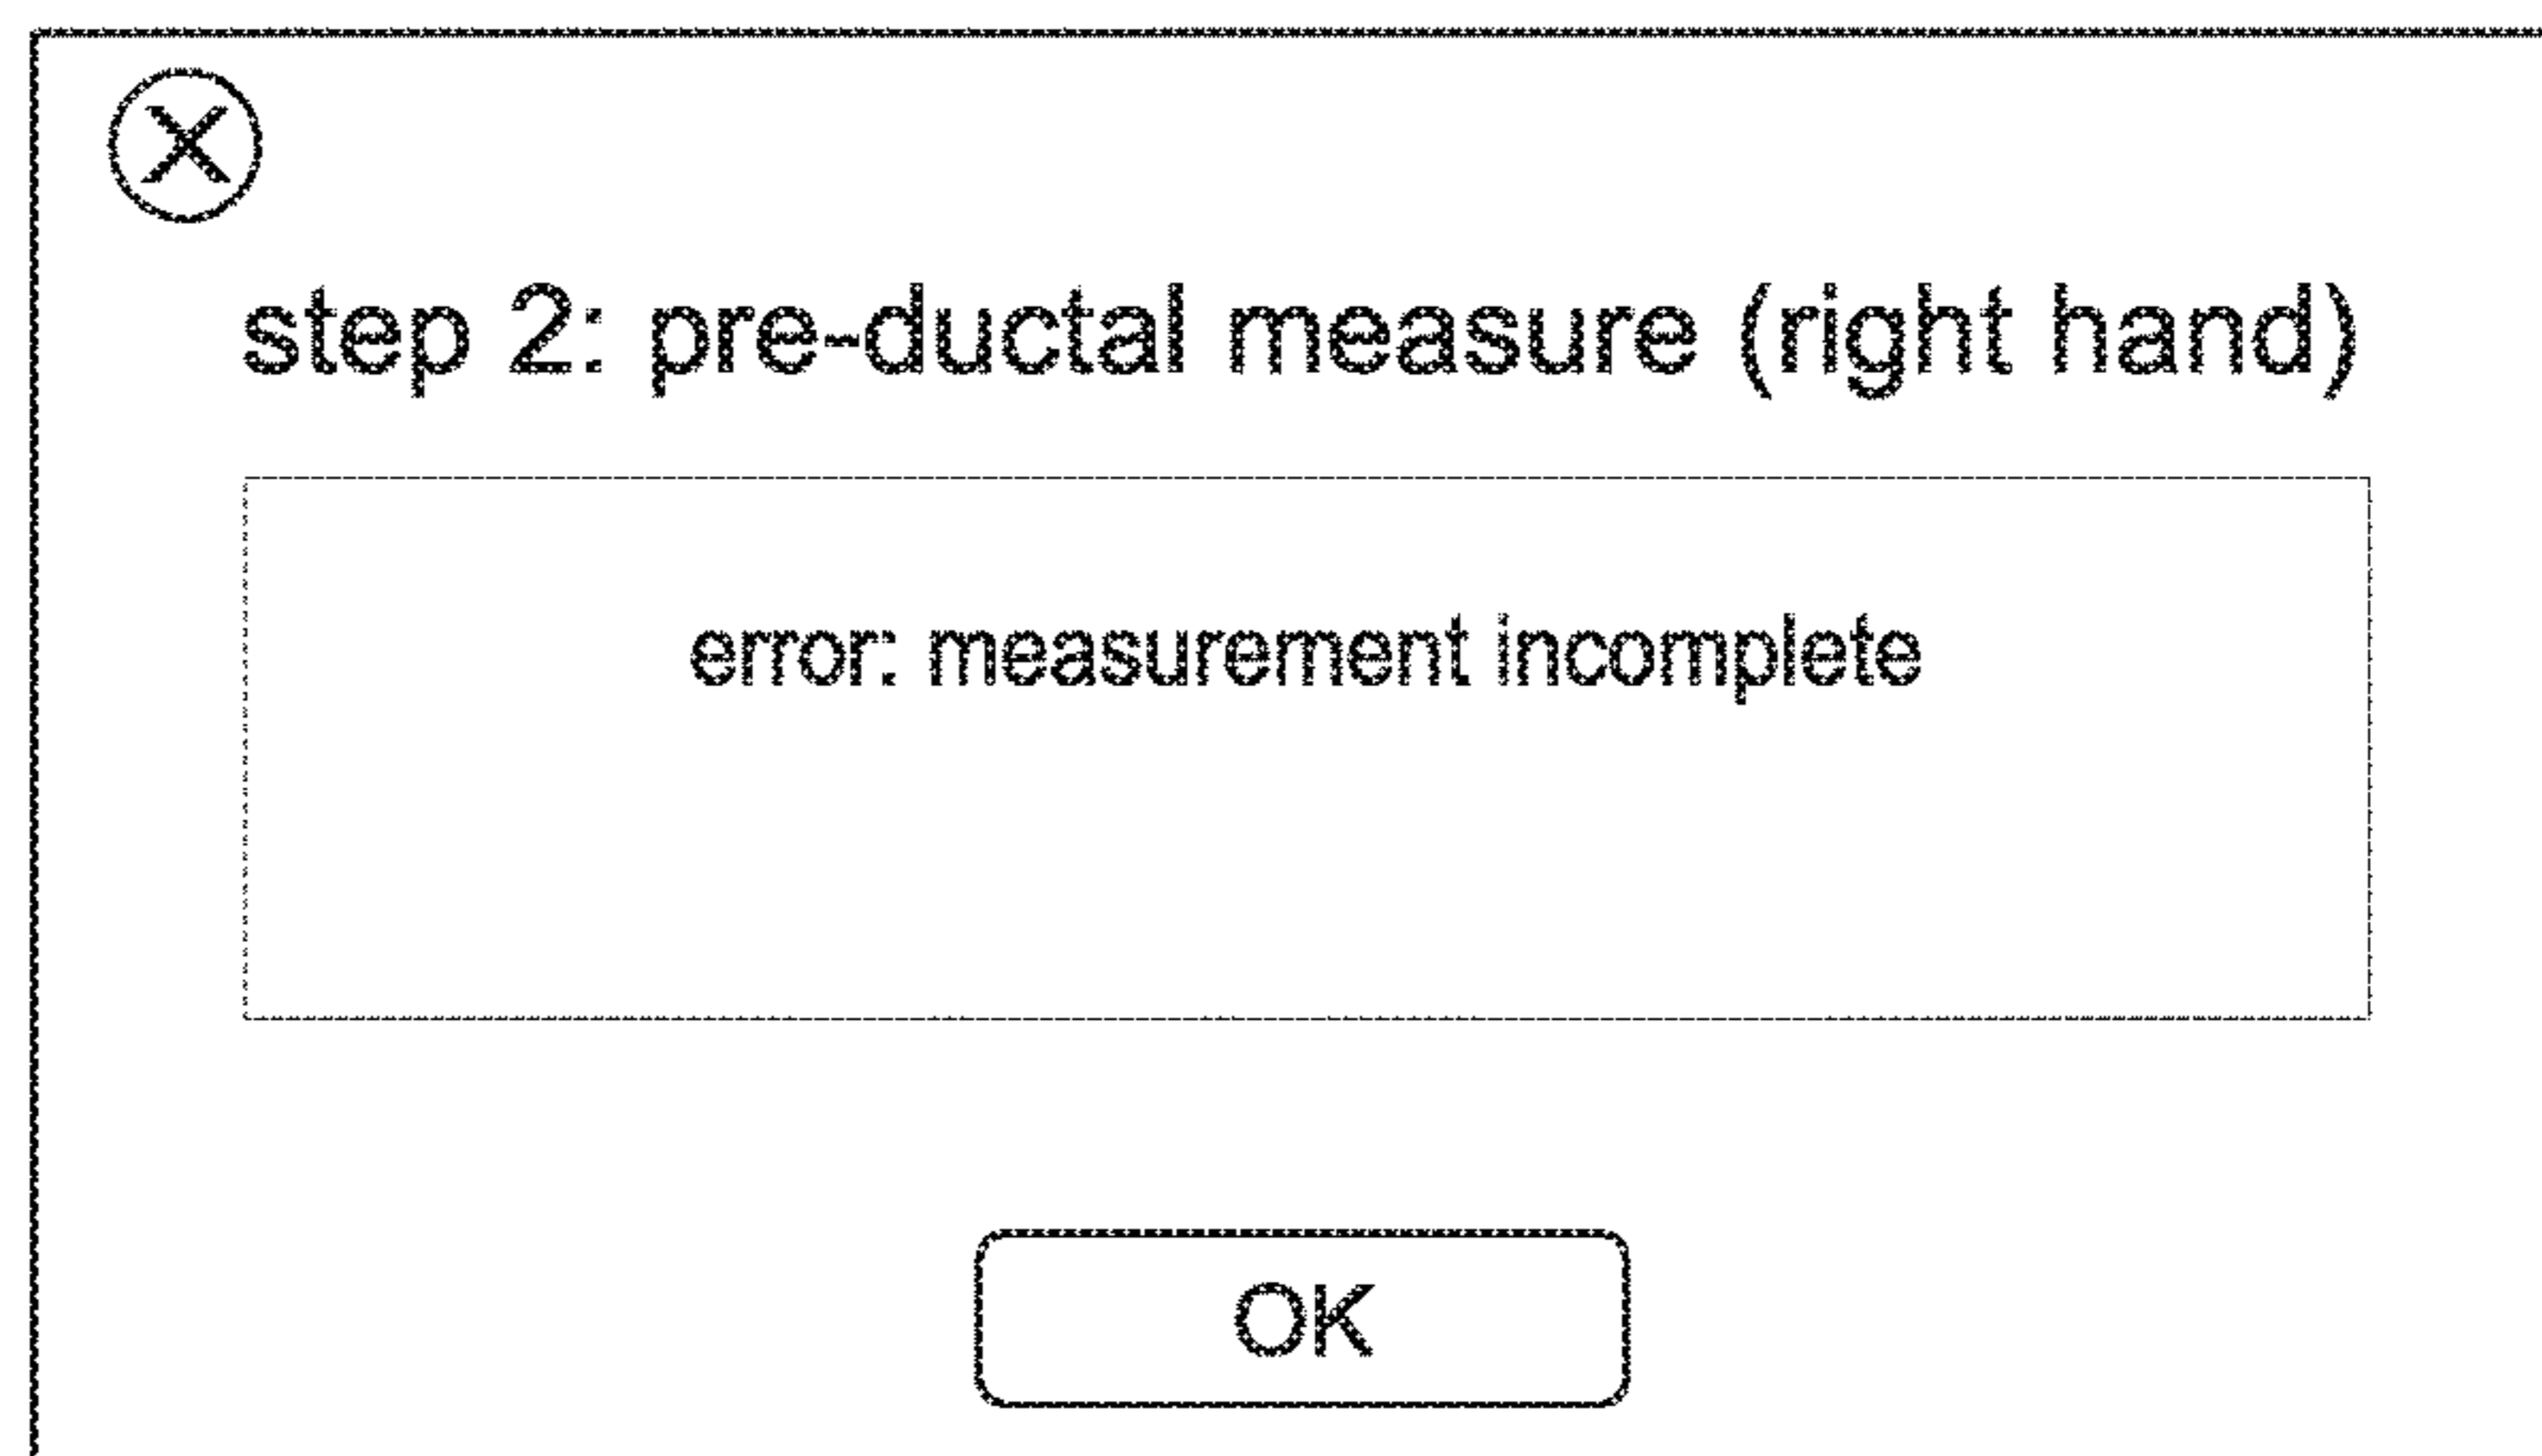 X
step 2: pre-ductal measure (right hand)
error: measurement incomplete
OK